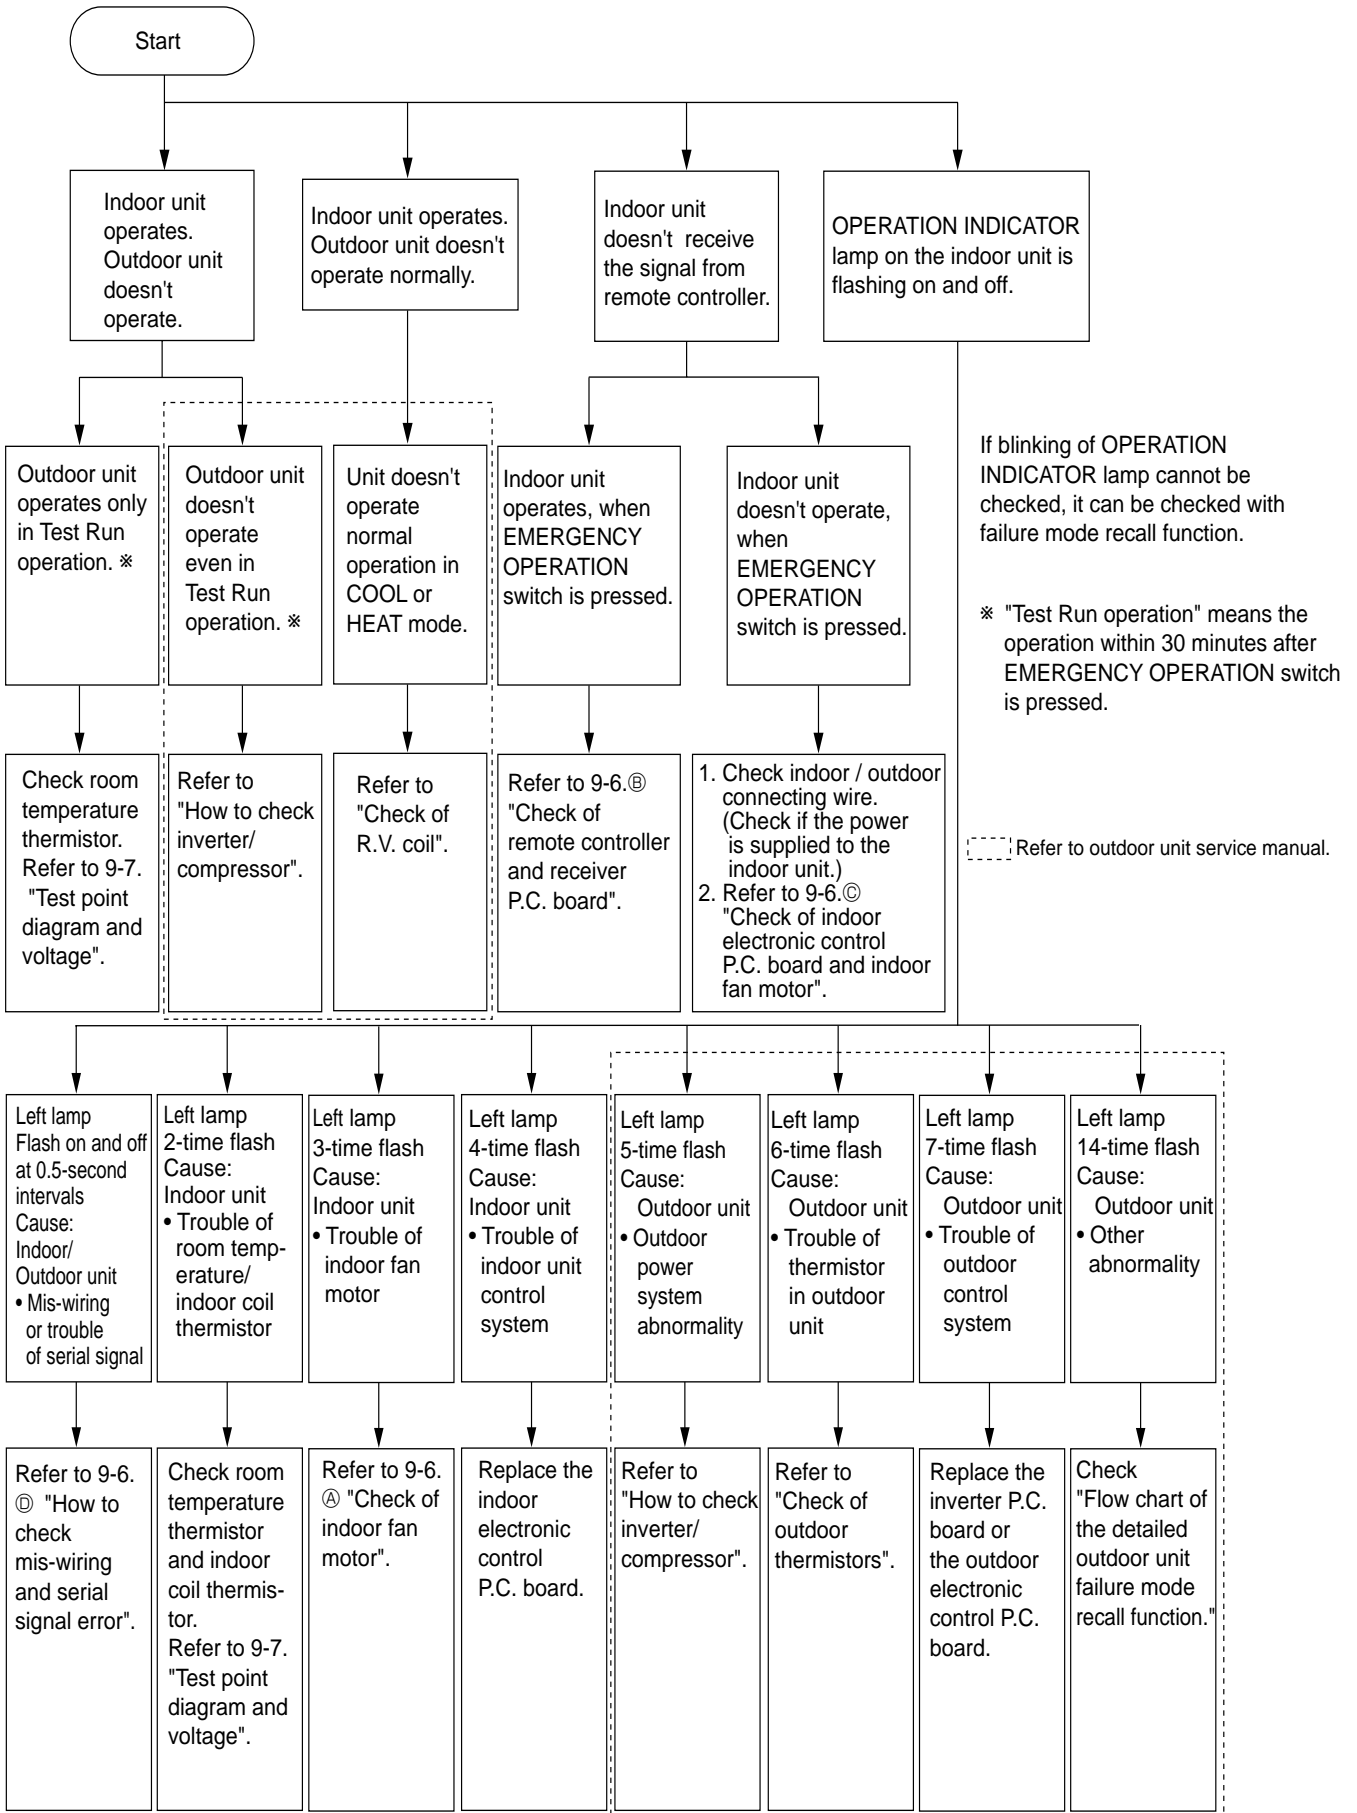 Start
Indoor unit
operates.
Outdoor unit
doesn't
operate.
Indoor unit operates.
Outdoor unit doesn't
operate normally.
Indoor unit
doesn't receive
the signal from
remote controller.
OPERATION INDICATOR
lamp on the indoor unit is
flashing on and off.
Outdoor unit
operates only
in Test Run
operation. ※
Outdoor unit
doesn't
operate
even in
Test Run
operation. ※
Unit doesn't
operate
normal
operation in
COOL or
HEAT mode.
Indoor unit
operates, when
EMERGENCY
OPERATION
switch is pressed.
Indoor unit
doesn't operate,
when
EMERGENCY
OPERATION
switch is pressed.
If blinking of OPERATION
INDICATOR lamp cannot be
checked, it can be checked with
failure mode recall function.
※ "Test Run operation" means the
operation within 30 minutes after
EMERGENCY OPERATION switch
is pressed.
Check room
temperature
thermistor.
Refer to 9-7.
"Test point
diagram and
voltage".
Refer to
"How to check
inverter/
compressor".
Refer to
"Check of
R.V. coil".
Refer to 9-6.Ⓑ
"Check of
remote controller
and receiver
P.C. board".
1. Check indoor / outdoor
connecting wire.
(Check if the power
is supplied to the
indoor unit.)
2. Refer to 9-6.Ⓒ
"Check of indoor
electronic control
P.C. board and indoor
fan motor".
Refer to outdoor unit service manual.
Left lamp
Flash on and off
at 0.5-second
intervals
Cause:
Indoor/
Outdoor unit
• Mis-wiring
or trouble
of serial signal
Left lamp
2-time flash
Cause:
Indoor unit
• Trouble of
room temp-
erature/
indoor coil
thermistor
Left lamp
3-time flash
Cause:
Indoor unit
• Trouble of
indoor fan
motor
Left lamp
4-time flash
Cause:
Indoor unit
• Trouble of
indoor unit
control
system
Left lamp
5-time flash
Cause:
Outdoor unit
• Outdoor
power
system
abnormality
Left lamp
6-time flash
Cause:
Outdoor unit
• Trouble of
thermistor
in outdoor
unit
Left lamp
7-time flash
Cause:
Outdoor unit
• Trouble of
outdoor
control
system
Left lamp
14-time flash
Cause:
Outdoor unit
• Other
abnormality
Refer to 9-6.
Ⓓ "How to
check
mis-wiring
and serial
signal error".
Check room
temperature
thermistor
and indoor
coil thermis-
tor.
Refer to 9-7.
"Test point
diagram and
voltage".
Refer to 9-6.
Ⓐ "Check of
indoor fan
motor".
Replace the
indoor
electronic
control
P.C. board.
Refer to
"How to check
inverter/
compressor".
Refer to
"Check of
outdoor
thermistors".
Replace the
inverter P.C.
board or
the outdoor
electronic
control P.C.
board.
Check
"Flow chart of
the detailed
outdoor unit
failure mode
recall function."